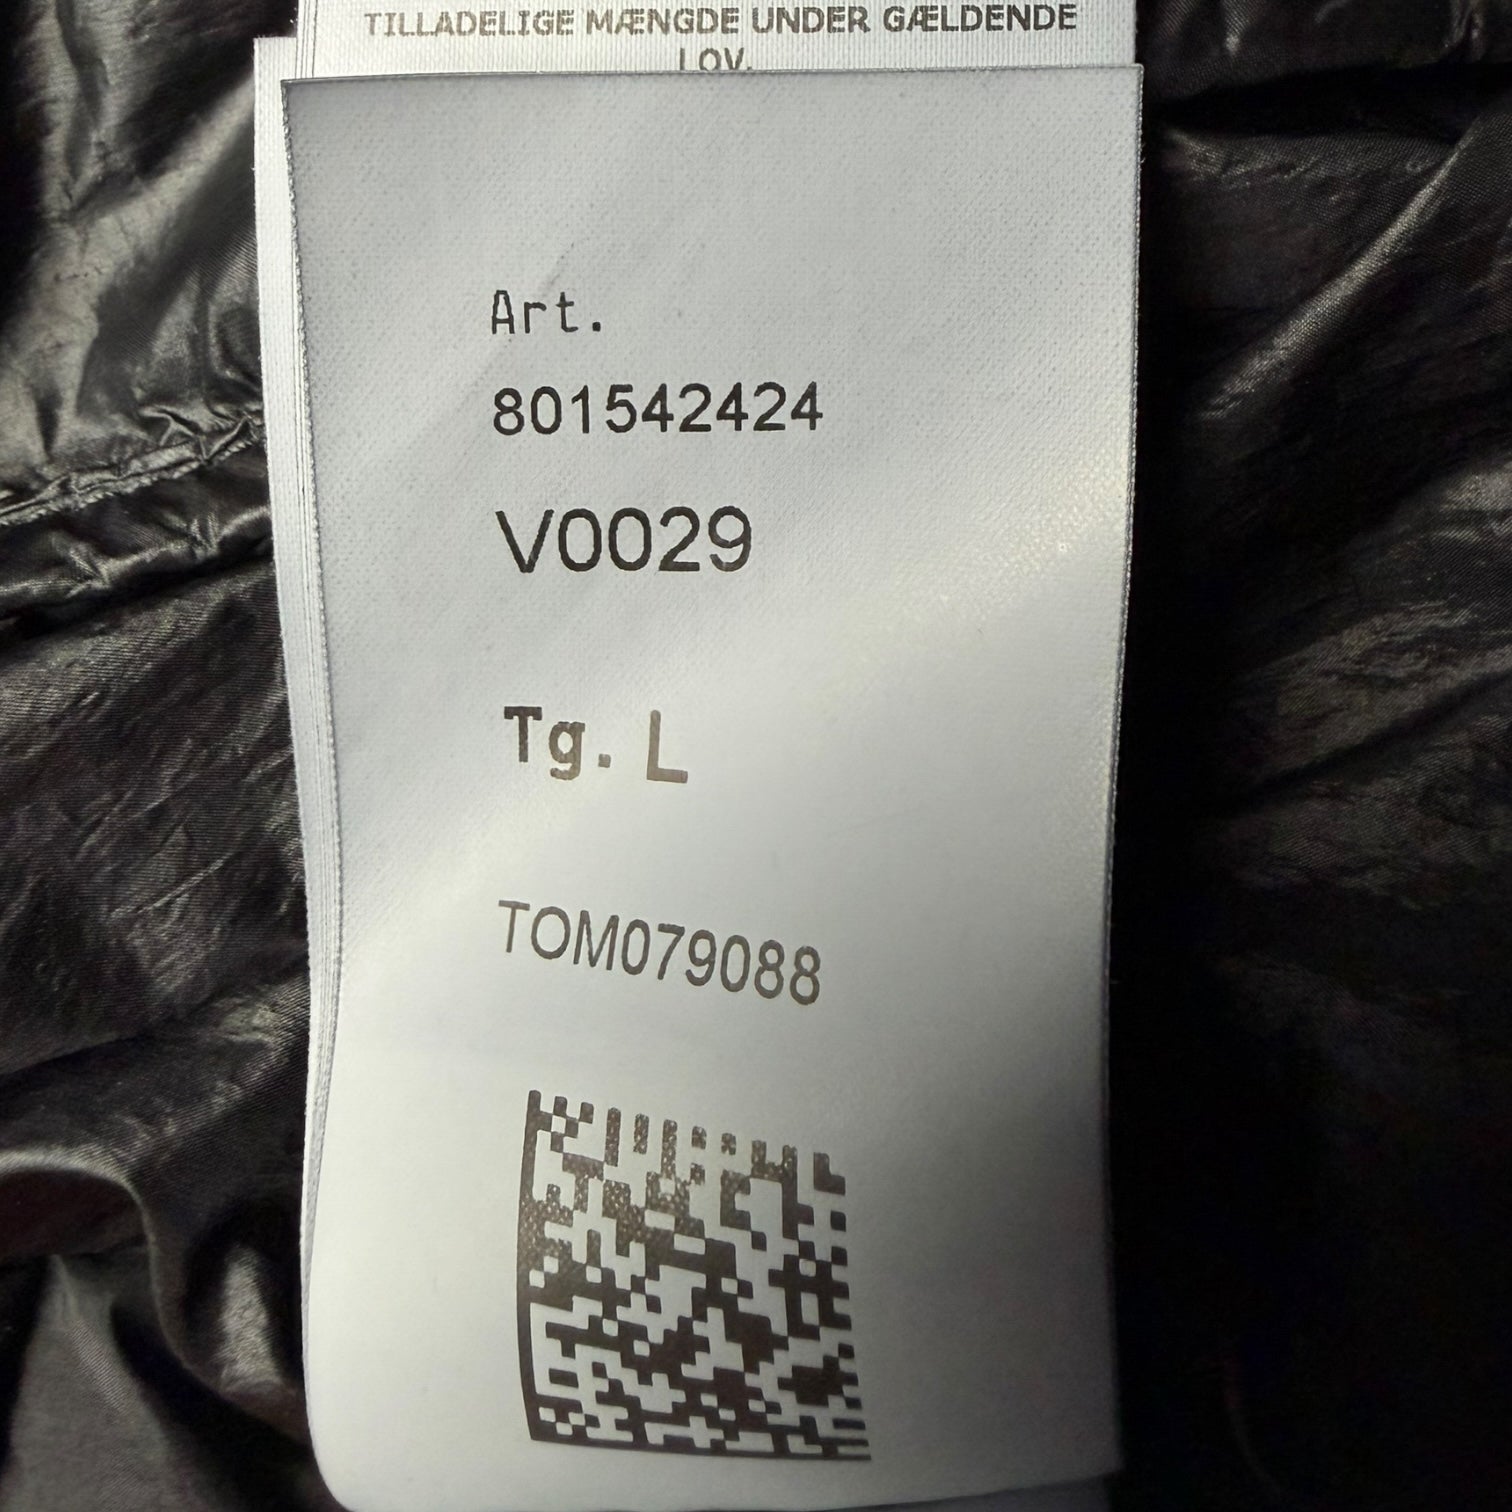 TILLADELIGE MÆNGDE UNDER GÆLDENDE
LOV.
Art.
801542424
V0029
Tg. L
TOM079088